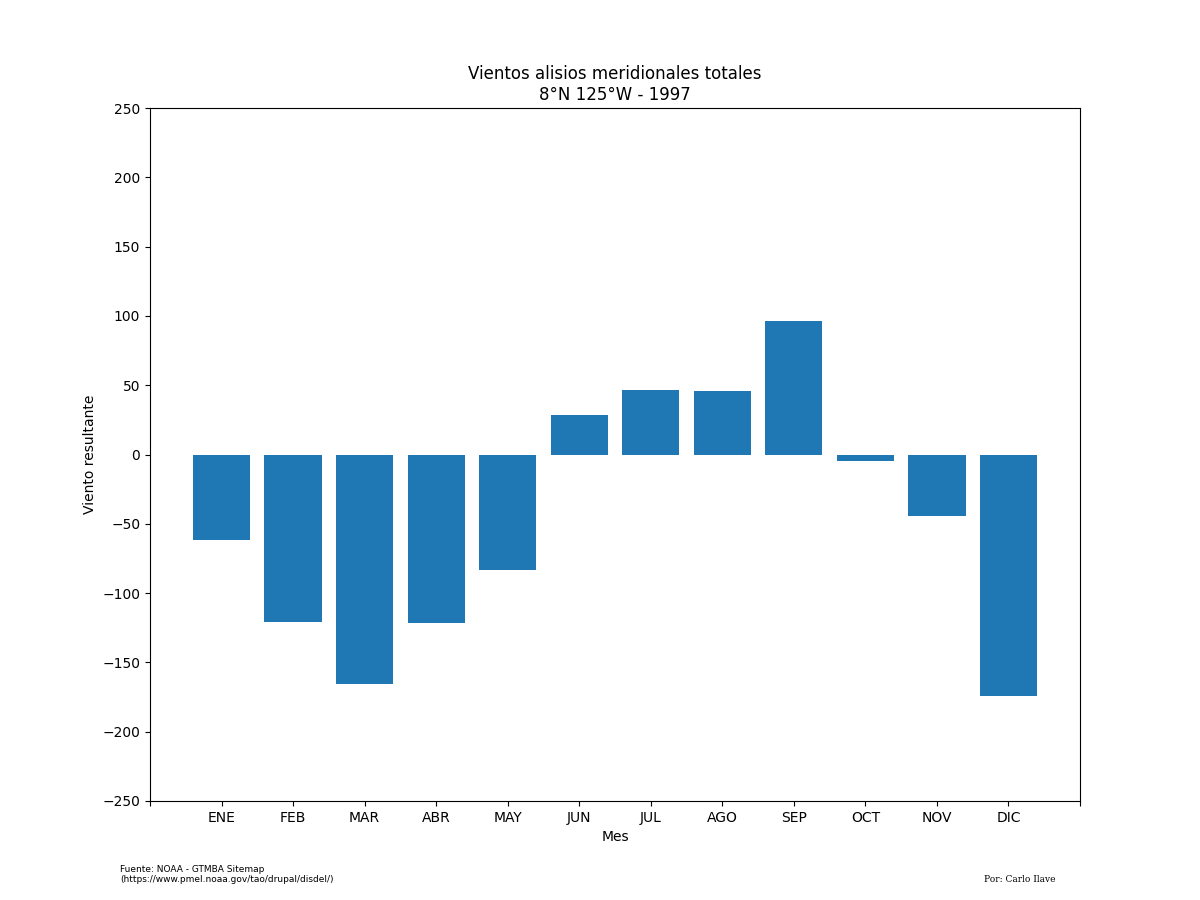 Vientos alisios meridionales totales
8°N 125°W - 1997
250
200
150
100
50
0
−50
−100
−150
−200
−250
Viento resultante
ENE FEB MAR ABR MAY JUN JUL AGO SEP OCT NOV DIC
Mes
Fuente: NOAA - GTMBA Sitemap
(https://www.pmel.noaa.gov/tao/drupal/disdel/)
Por: Carlo Ilave